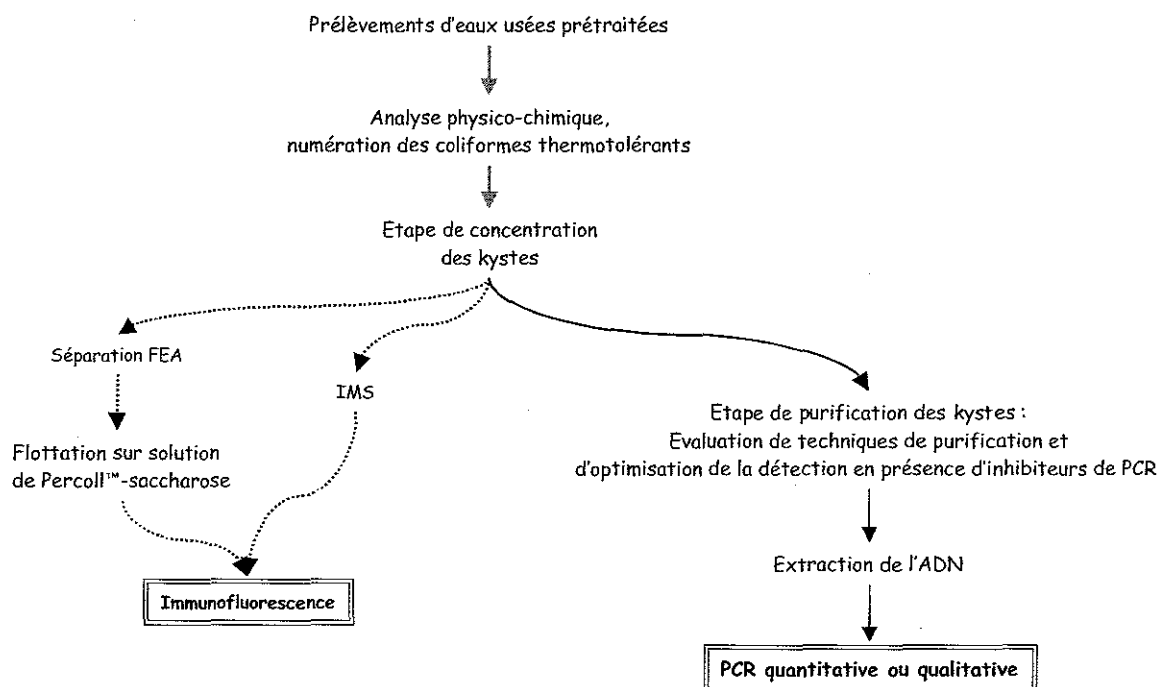 Prélèvements d'eaux usées prétraitées
Analyse physico-chimique,
numération des coliformes thermotolérants
Etape de concentration
des kystes
Séparation FEA
IMS
Flottation sur solution
de Percoll™-saccharose
Immunofluorescence
Etape de purification des kystes :
Evaluation de techniques de purification et
d'optimisation de la détection en présence d'inhibiteurs de PCR
Extraction de l'ADN
PCR quantitative ou qualitative